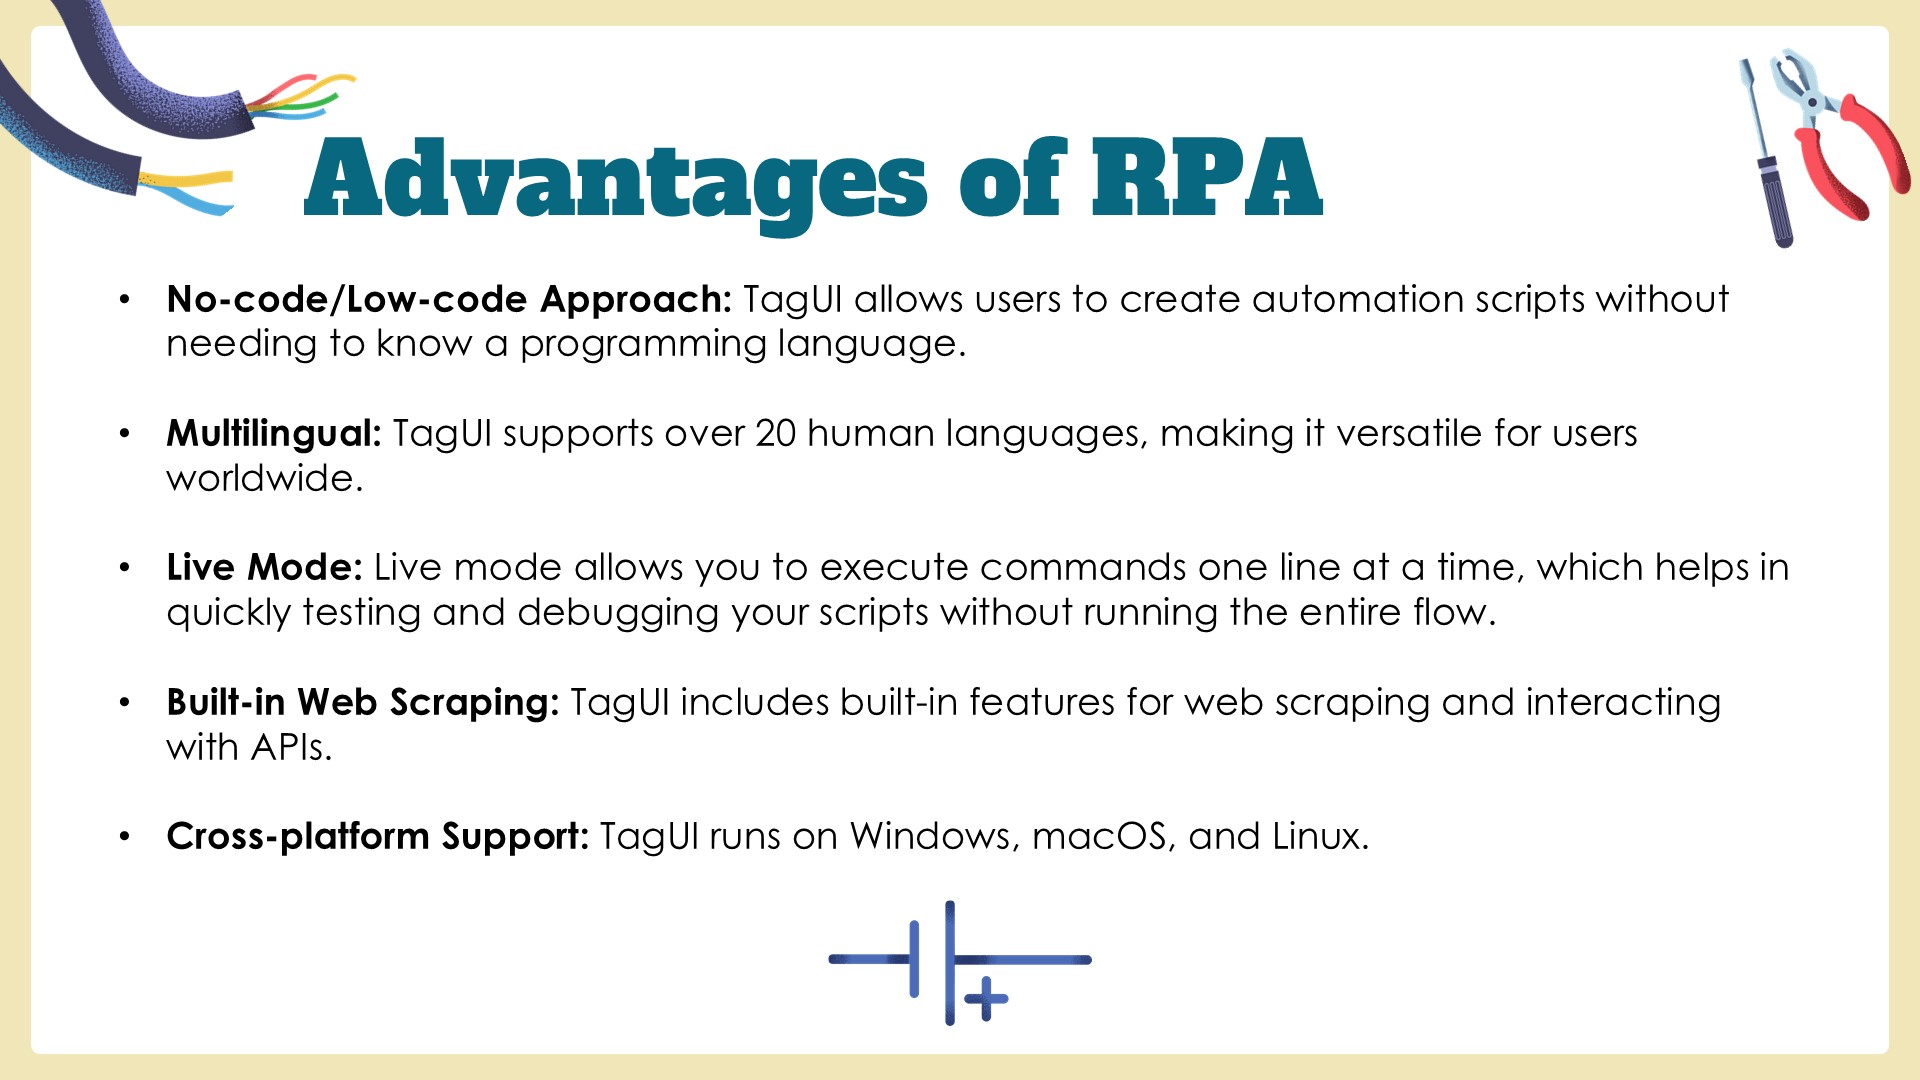 Advantages of RPA
• No-code/Low-code Approach: TagUI allows users to create automation scripts without
needing to know a programming language.
• Multilingual: TagUI supports over 20 human languages, making it versatile for users
worldwide.
• Live Mode: Live mode allows you to execute commands one line at a time, which helps in
quickly testing and debugging your scripts without running the entire flow.
• Built-in Web Scraping: TagUI includes built-in features for web scraping and interacting
with APIs.
• Cross-platform Support: TagUI runs on Windows, macOS, and Linux.